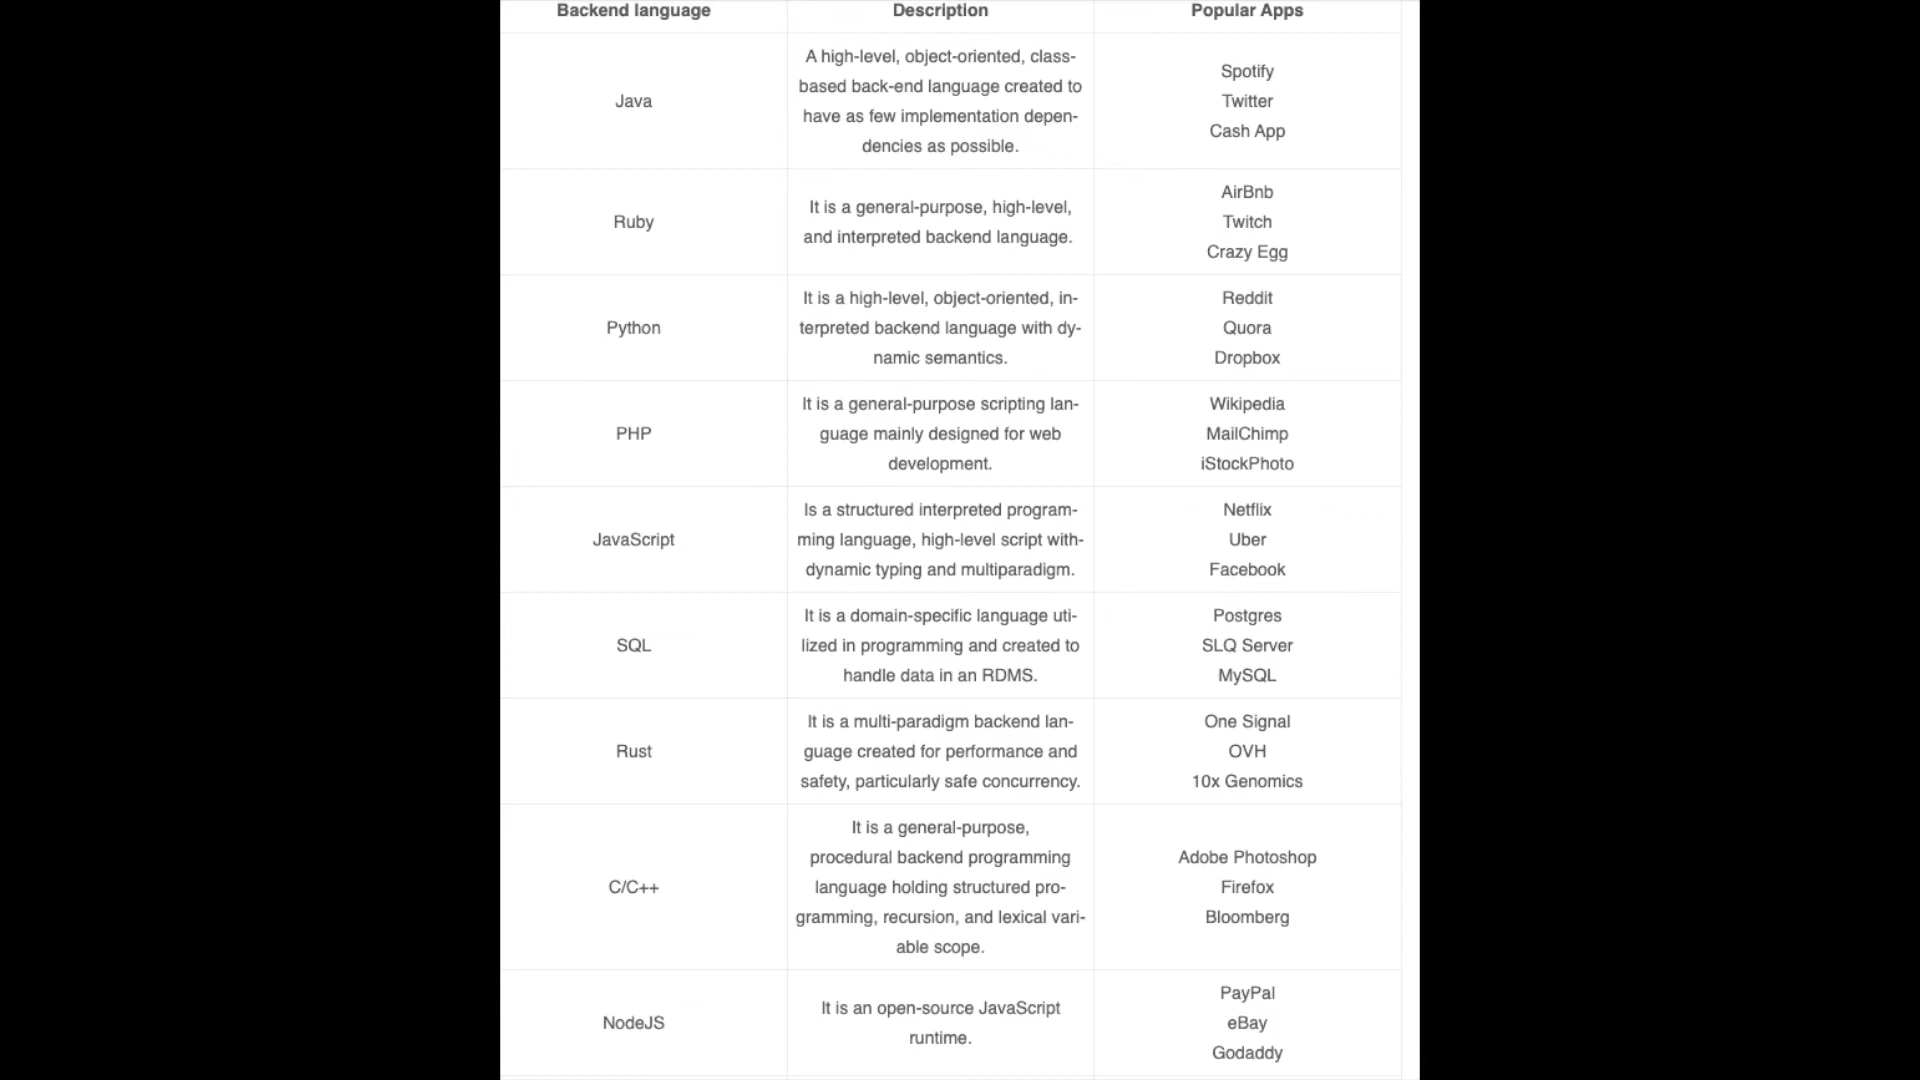 Backend language
Description
Popular Apps
Java
A high-level, object-oriented, class-
based back-end language created to
have as few implementation depen-
dencies as possible.
Spotify
Twitter
Cash App
Ruby
It is a general-purpose, high-level,
and interpreted backend language.
AirBnb
Twitch
Crazy Egg
Python
It is a high-level, object-oriented, in-
terpreted backend language with dy-
namic semantics.
Reddit
Quora
Dropbox
PHP
It is a general-purpose scripting lan-
guage mainly designed for web
development.
Wikipedia
MailChimp
iStockPhoto
JavaScript
Is a structured interpreted program-
ming language, high-level script with-
dynamic typing and multiparadigm.
Netflix
Uber
Facebook
SQL
It is a domain-specific language uti-
lized in programming and created to
handle data in an RDMS.
Postgres
SLQ Server
MySQL
Rust
It is a multi-paradigm backend lan-
guage created for performance and
safety, particularly safe concurrency.
One Signal
OVH
10x Genomics
C/C++
It is a general-purpose,
procedural backend programming
language holding structured pro-
gramming, recursion, and lexical vari-
able scope.
Adobe Photoshop
Firefox
Bloomberg
NodeJS
It is an open-source JavaScript
runtime.
PayPal
eBay
Godaddy